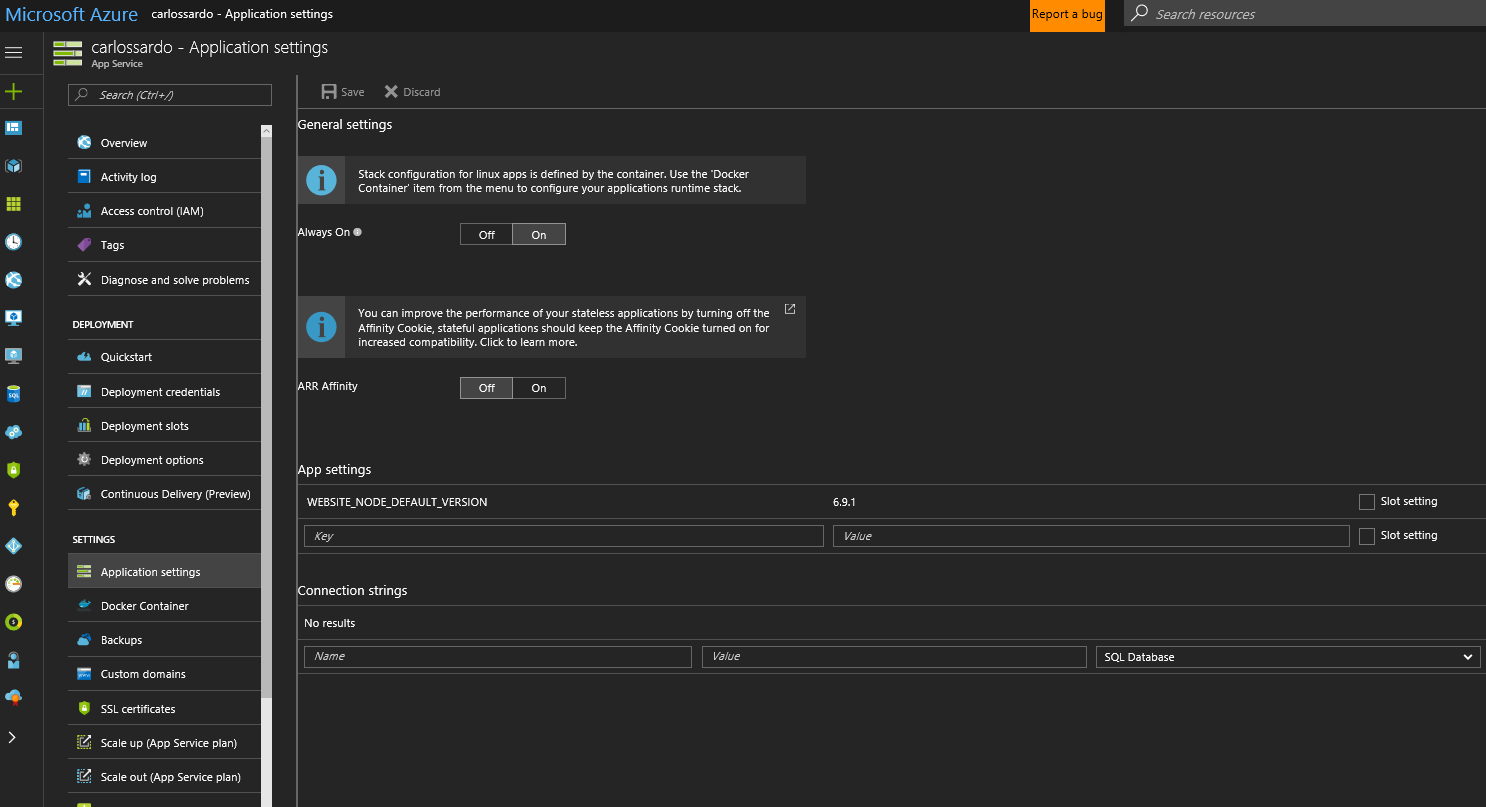 Microsoft Azure carlossardo - Application settings
Report a bug
Search resources
carlossardo - Application settings
App Service
Search (Ctrl+/)
Overview
Activity log
Access control (IAM)
Tags
Diagnose and solve problems
DEPLOYMENT
Quickstart
Deployment credentials
Deployment slots
Deployment options
Continuous Delivery (Preview)
SETTINGS
Application settings
Docker Container
Backups
Custom domains
SSL certificates
Scale up (App Service plan)
Scale out (App Service plan)
Save Discard
General settings
Stack configuration for linux apps is defined by the container. Use the 'Docker
Container' item from the menu to configure your applications runtime stack.
Always On Off On
You can improve the performance of your stateless applications by turning off the
Affinity Cookie, stateful applications should keep the Affinity Cookie turned on for
increased compatibility. Click to learn more.
ARR Affinity Off On
App settings
WEBSITE_NODE_DEFAULT_VERSION 6.9.1 Slot setting
Key Value Slot setting
Connection strings
No results
Name Value SQL Database